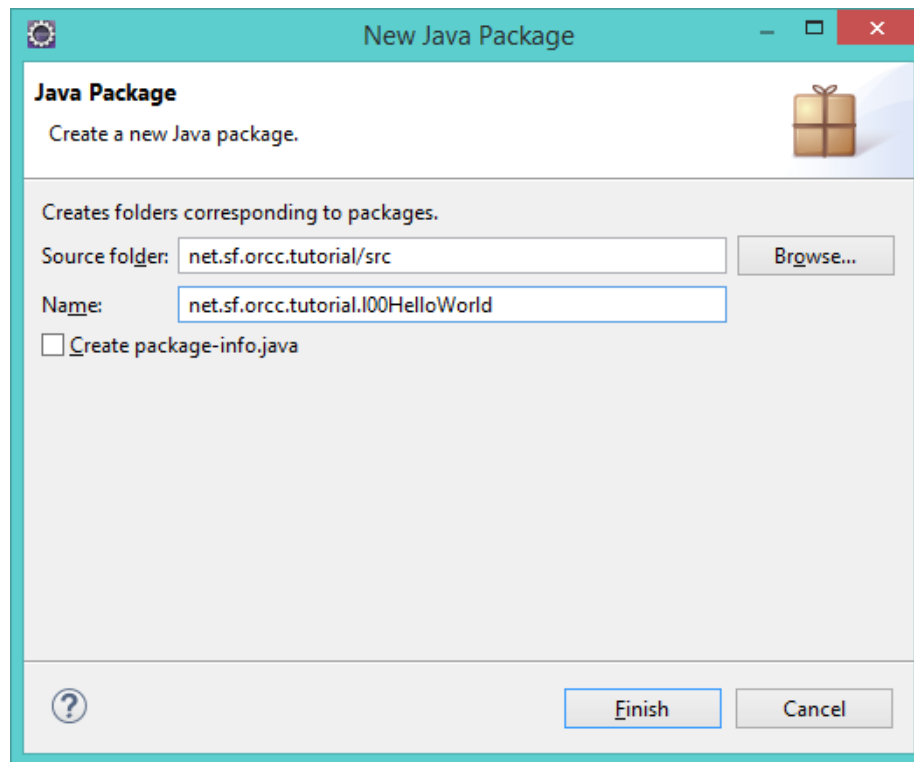 New Java Package
Java Package
Create a new Java package.
Creates folders corresponding to packages.
Source folder: net.sf.orcc.tutorial/src Browse...
Name: net.sf.orcc.tutorial.l00HelloWorld
Create package-info.java
? Finish Cancel